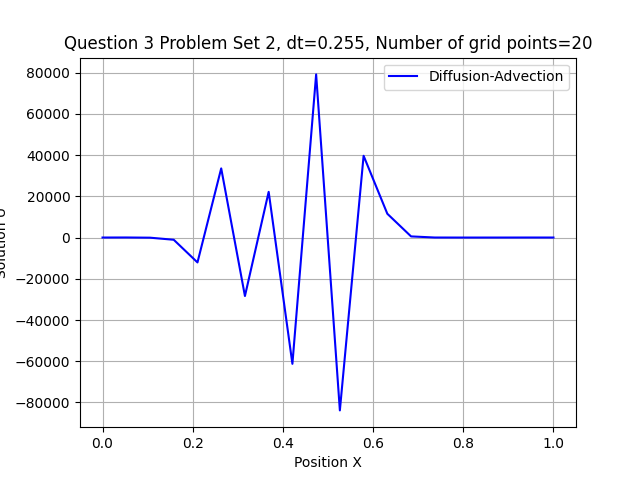 Question 3 Problem Set 2, dt=0.255, Number of grid points=20
Diffusion-Advection
80000
60000
40000
20000
0
−20000
−40000
−60000
−80000
Solution U
0.0 0.2 0.4 0.6 0.8 1.0
Position X